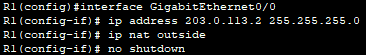 R1(config)#interface GigabitEthernet0/0
R1(config-if)# ip address 203.0.113.2 255.255.255.0
R1(config-if)# ip nat outside
R1(config-if)# no shutdown